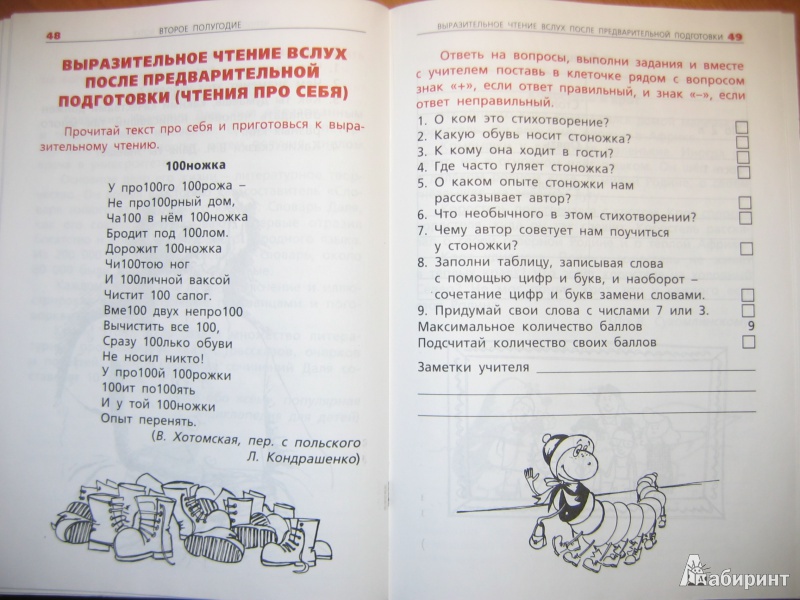 48
ВТОРОЕ ПОЛУГОДИЕ
ВЫРАЗИТЕЛЬНОЕ ЧТЕНИЕ ВСЛУХ
ПОСЛЕ ПРЕДВАРИТЕЛЬНОЙ
ПОДГОТОВКИ (ЧТЕНИЯ ПРО СЕБЯ)
Прочитай текст про себя и приготовься к выра-
зительному чтению.
100ножка
У про100го 100рожа –
Не про100рный дом,
Ча100 в нём 100ножка
Бродит под 100лом.
Дорожит 100ножка
Чи100тою ног
И 100личной ваксой
Чистит 100 сапог.
Вме100 двух непро100
Вычистить все 100,
Сразу 100лько обуви
Не носил никто!
У про100й 100рожки
100ит по100ять
И у той 100ножки
Опыт перенять.
(В. Хотомская, пер. с польского
Л. Кондрашенко)
ВЫРАЗИТЕЛЬНОЕ ЧТЕНИЕ ВСЛУХ ПОСЛЕ ПРЕДВАРИТЕЛЬНОЙ ПОДГОТОВКИ 49
Ответь на вопросы, выполни задания и вместе
с учителем поставь в клеточке рядом с вопросом
знак «+», если ответ правильный, и знак «–», если
ответ неправильный.
1. О ком это стихотворение?
2. Какую обувь носит стоножка?
3. К кому она ходит в гости?
4. Где часто гуляет стоножка?
5. О каком опыте стоножки нам
рассказывает автор?
6. Что необычного в этом стихотворении?
7. Чему автор советует нам поучиться
у стоножки?
8. Заполни таблицу, записывая слова
с помощью цифр и букв, и наоборот –
сочетание цифр и букв замени словами.
9. Придумай свои слова с числами 7 или 3.
Максимальное количество баллов 9
Подсчитай количество своих баллов
Заметки учителя
Лабиринт